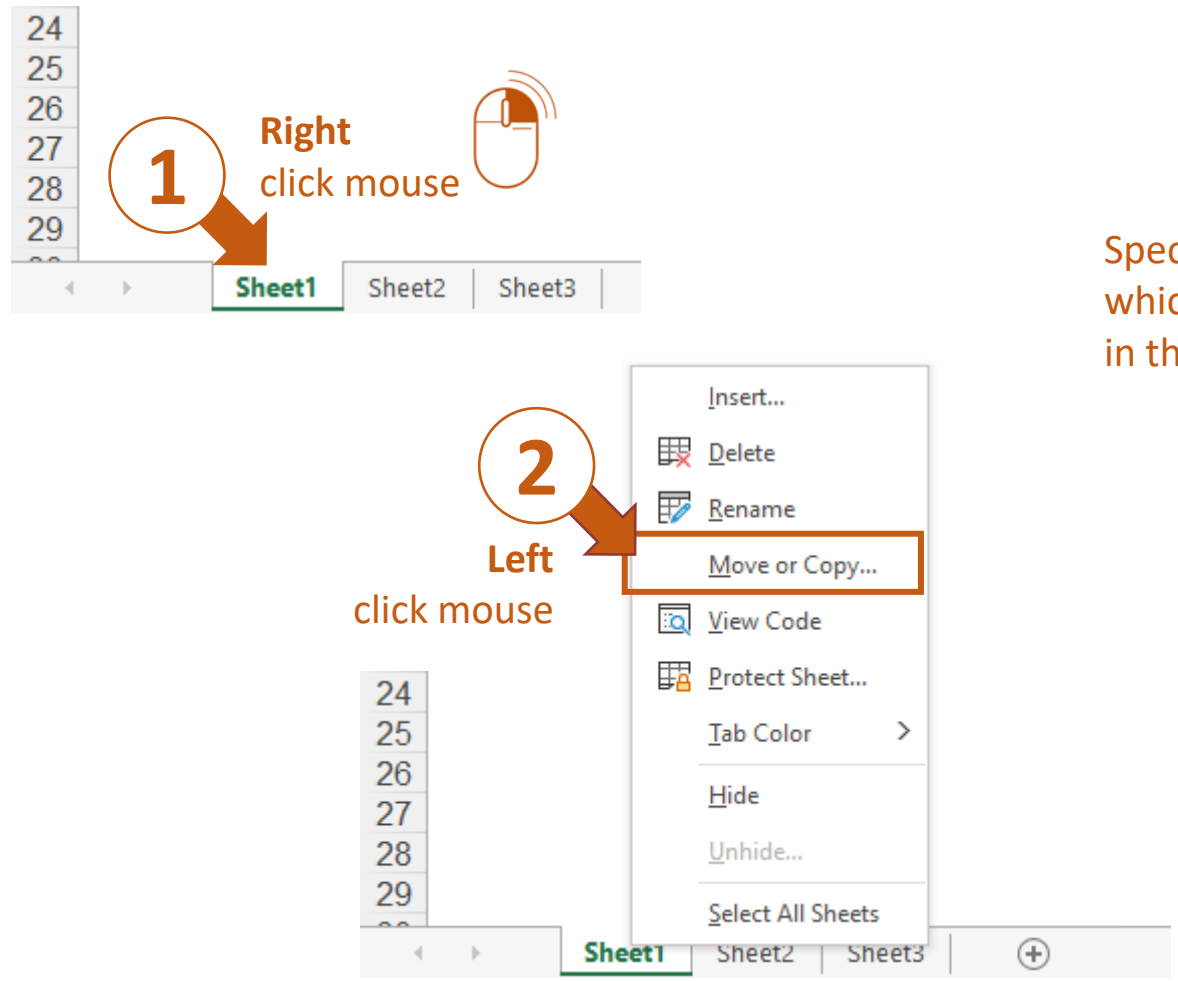 24
25
26
27
28
29
1
Right
click mouse
Sheet1 Sheet2 Sheet3
in
2
Left
click mouse
Insert...
Delete
Rename
Move or Copy...
View Code
Protect Sheet...
Tab Color
Hide
Unhide...
Select All Sheets
24
25
26
27
28
29
Sheet1 Sheet2 Sheet3